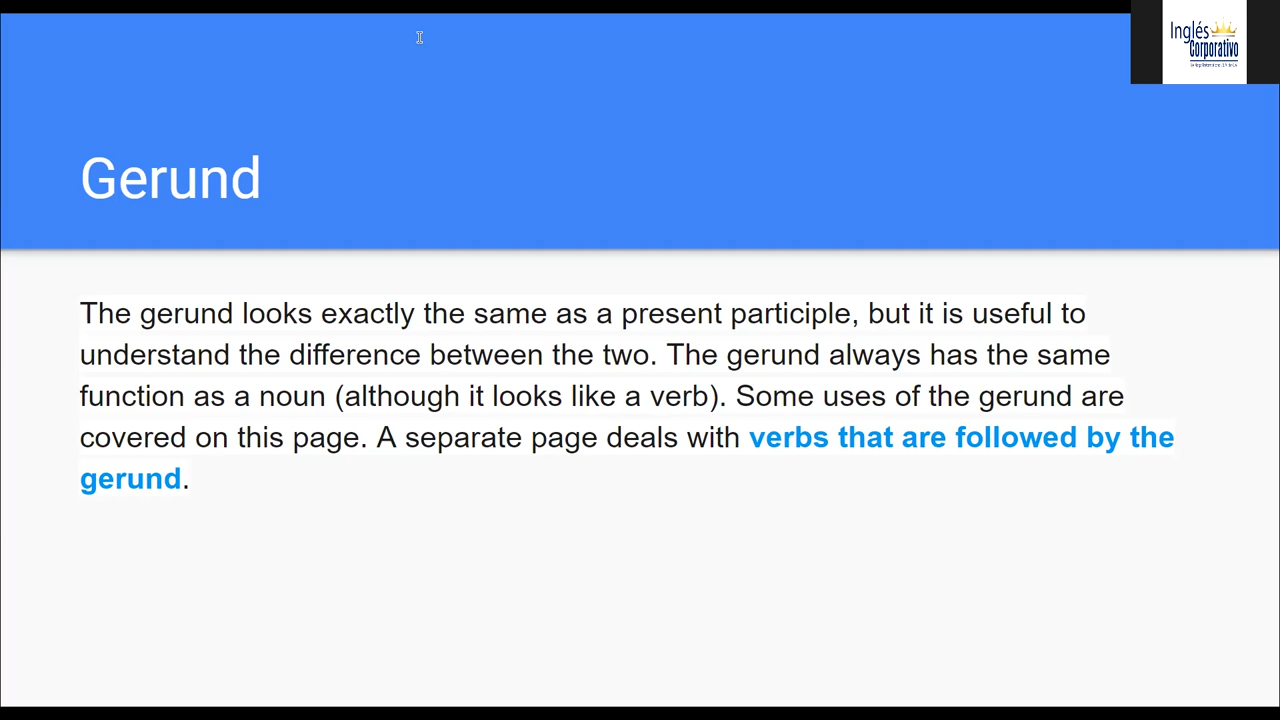 Inglés
Corporativo
Gerund
The gerund looks exactly the same as a present participle, but it is useful to
understand the difference between the two. The gerund always has the same
function as a noun (although it looks like a verb). Some uses of the gerund are
covered on this page. A separate page deals with verbs that are followed by the
gerund.